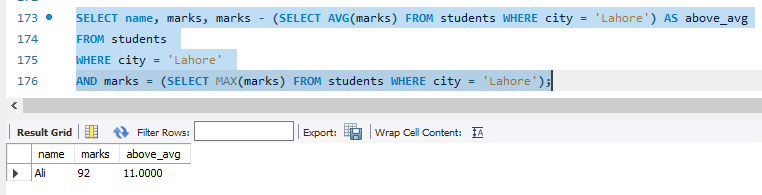 173 SELECT name, marks, marks - (SELECT AVG(marks) FROM students WHERE city = 'Lahore') AS above_avg
174 FROM students
175 WHERE city = 'Lahore'
176 AND marks = (SELECT MAX(marks) FROM students WHERE city = 'Lahore');
Result Grid Filter Rows: Export: Wrap Cell Content:
name marks above_avg
Ali 92 11.0000